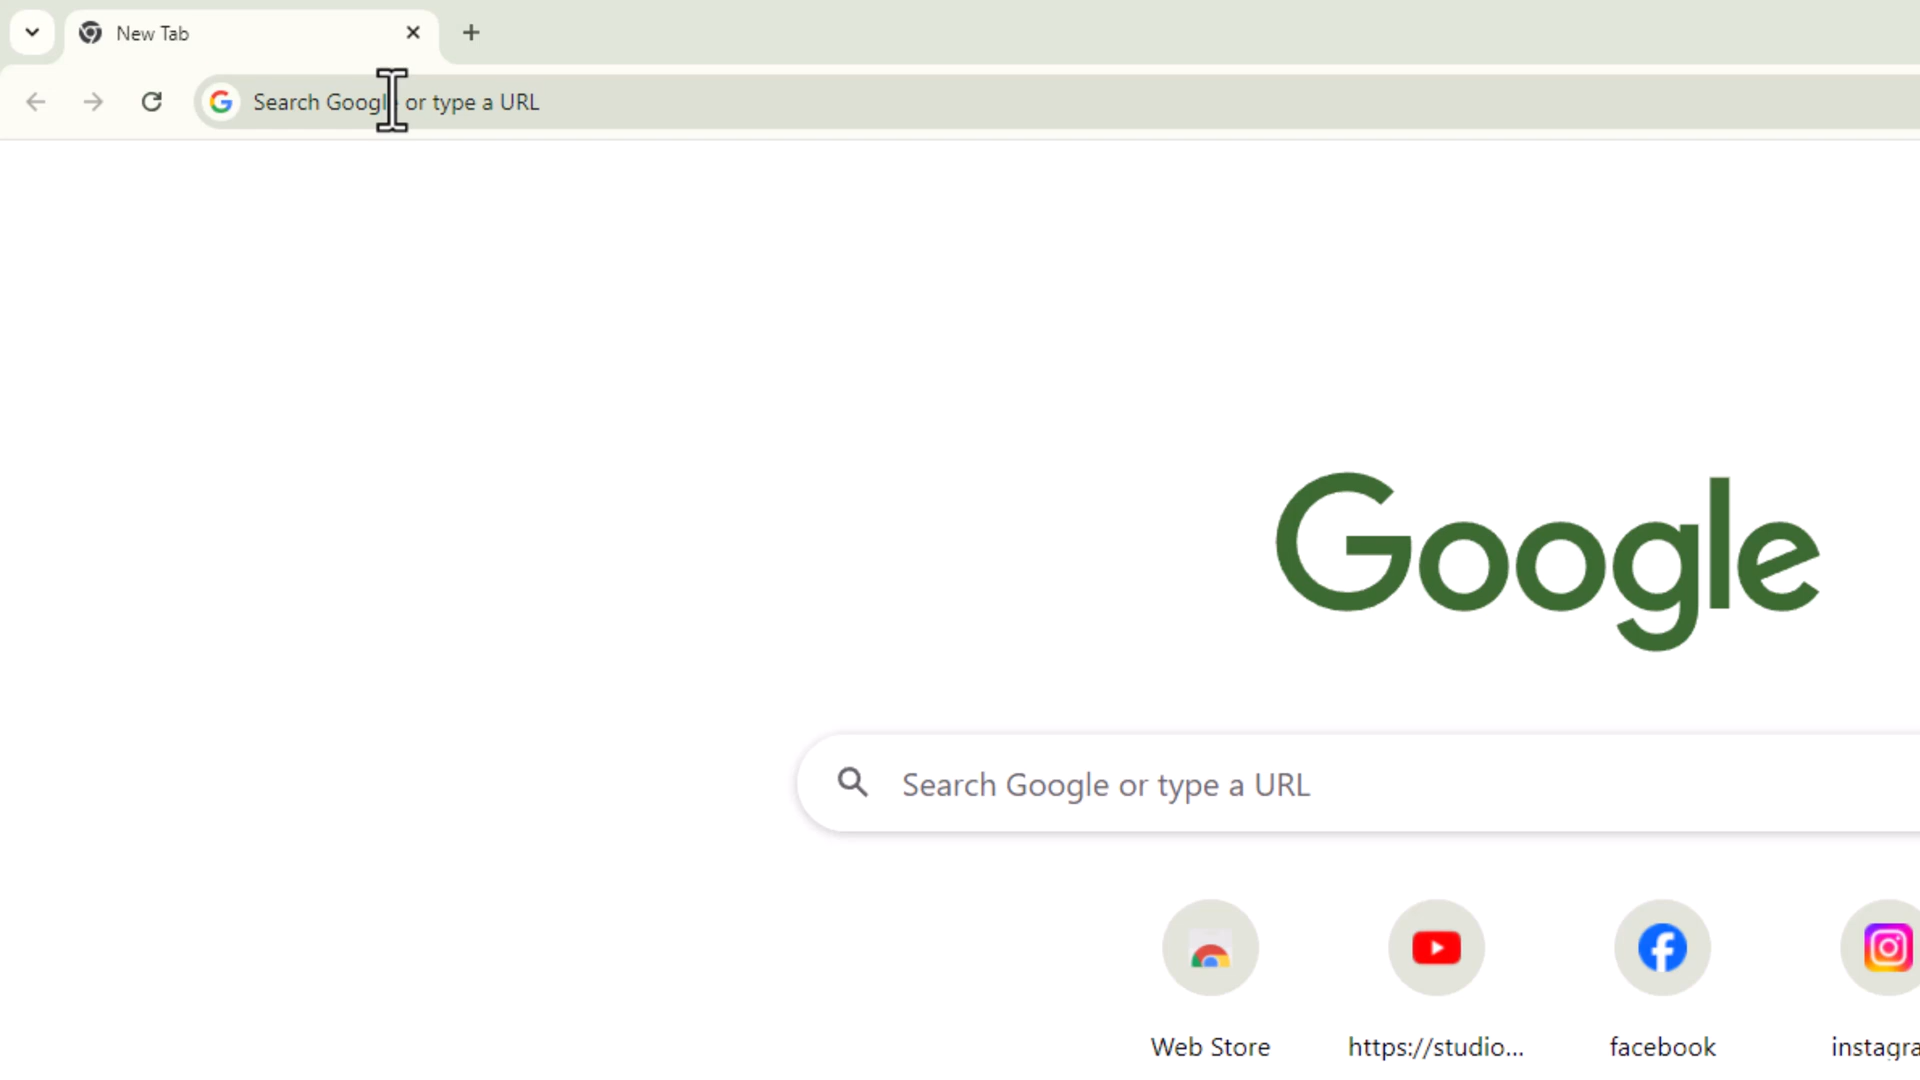 New Tab
Search Google or type a URL
Google
Search Google or type a URL
Web Store
https://studio...
facebook
instagra